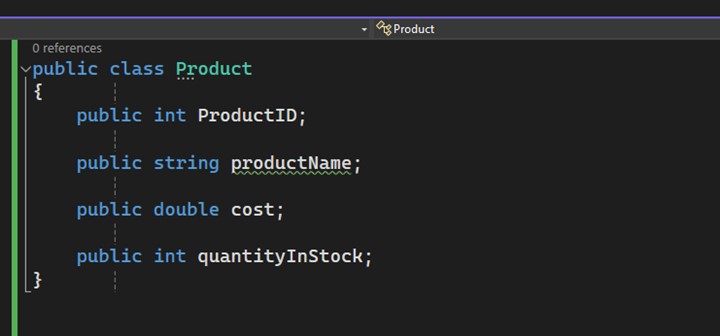 Product
0 references
public class Product
{
public int ProductID;
public string productName;
public double cost;
public int quantityInStock;
}